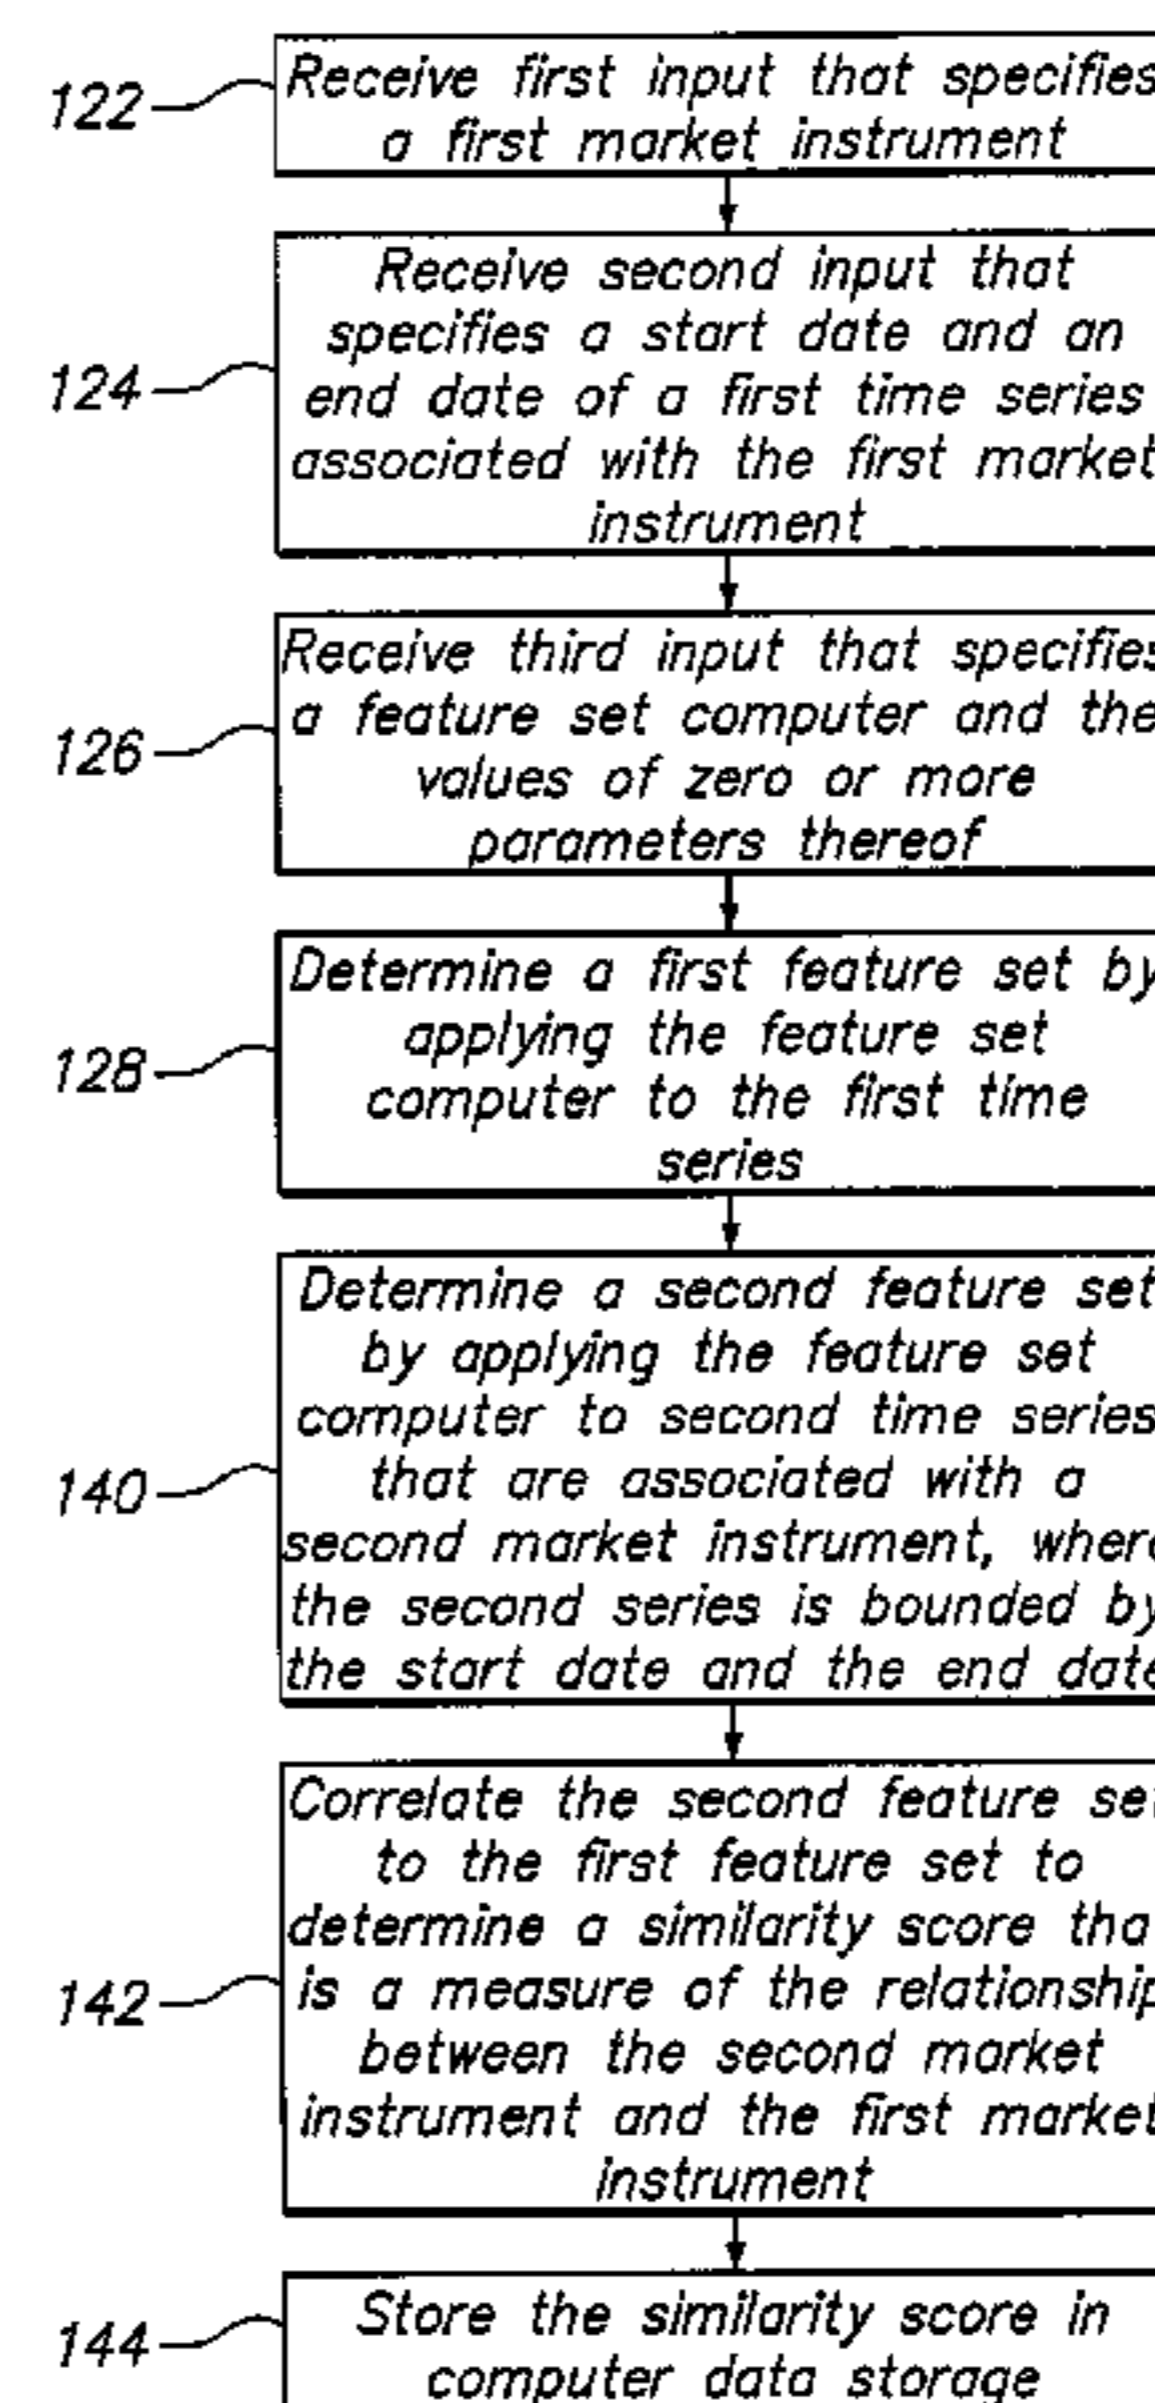 122
Receive first input that specifies
a first market instrument
124
Receive second input that
specifies a start date and an
end date of a first time series
associated with the first market
instrument
126
Receive third input that specifies
a feature set computer and the
values of zero or more
parameters thereof
128
Determine a first feature set by
applying the feature set
computer to the first time
series
140
Determine a second feature set
by applying the feature set
computer to second time series
that are associated with a
second market instrument, where
the second series is bounded by
the start date and the end date
142
Correlate the second feature set
to the first feature set to
determine a similarity score tha
is a measure of the relationship
between the second market
instrument and the first market
instrument
144
Store the similarity score in
computer data storage